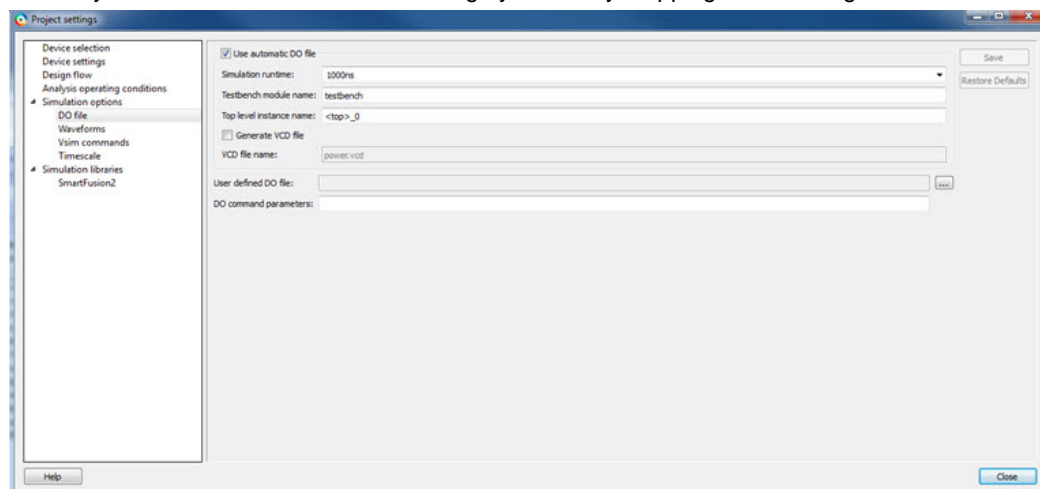 Project settings
Device selection
Device settings
Design flow
Analysis operating conditions
Simulation options
DO file
Waveforms
Vsim commands
Timescale
Simulation libraries
SmartFusion2
Use automatic DO file
Simulation runtime: 1000ns
Testbench module name: testbench
Top level instance name: <top>_0
Generate VCD file
VCD file name: power.vcd
User defined DO file: ...
DO command parameters:
Save
Restore Defaults
Help
Close